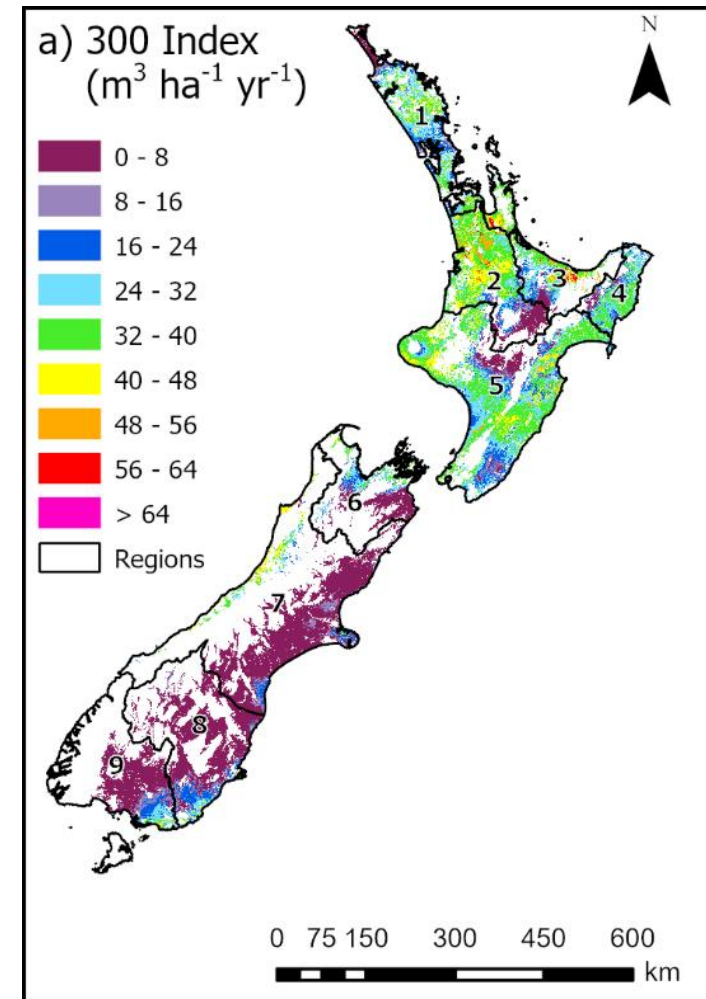 a) 300 Index
(m³ ha⁻¹ yr⁻¹)
N
0 - 8
8 - 16
16 - 24
24 - 32
32 - 40
40 - 48
48 - 56
56 - 64
> 64
Regions
1
2
3
4
5
6
7
8
9
0 75 150 300 450 600
km